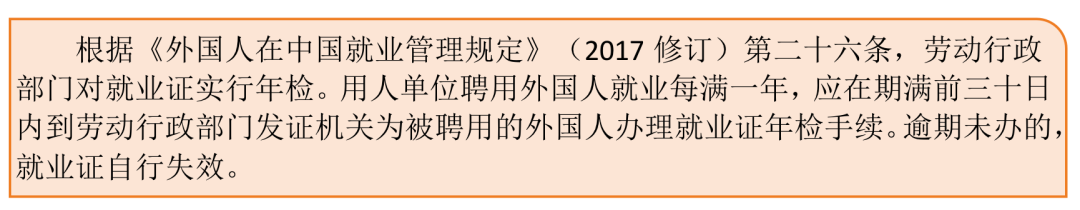 根据《外国人在中国就业管理规定》（2017 修订）第二十六条，劳动行政
部门对就业证实行年检。用人单位聘用外国人就业每满一年，应在期满前三十日
内到劳动行政部门发证机关为被聘用的外国人办理就业证年检手续。逾期未办的，
就业证自行失效。